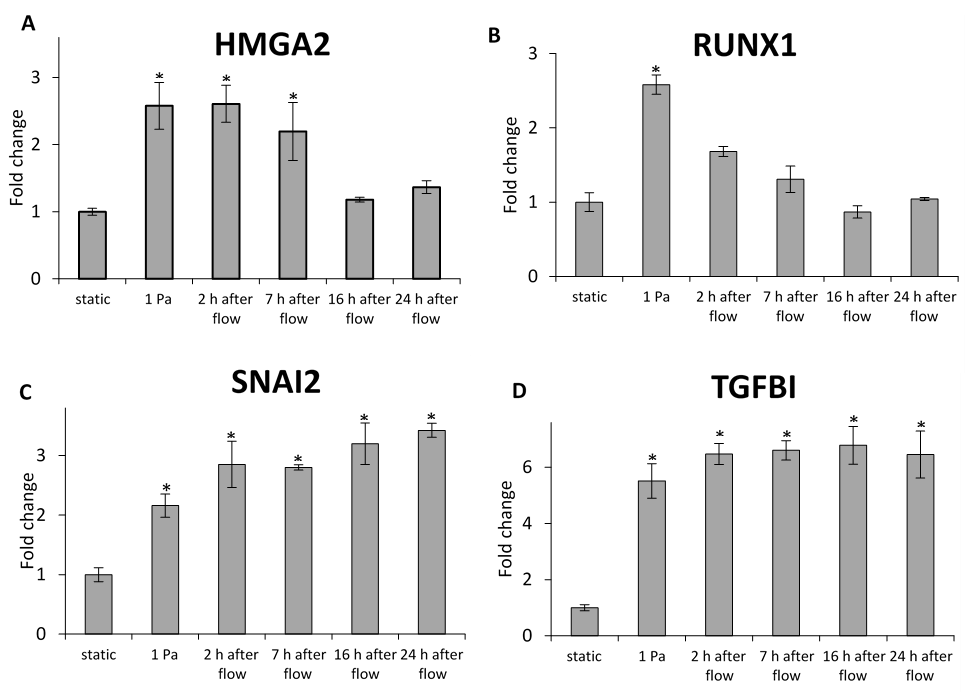 A
HMGA2
Fold change
3
2
1
0
*
*
*
static
1 Pa
2 h after flow
7 h after flow
16 h after flow
24 h after flow
B
RUNX1
Fold change
3
2
1
0
*
static
1 Pa
2 h after flow
7 h after flow
16 h after flow
24 h after flow
C
SNAI2
Fold change
3
2
1
0
*
*
*
*
*
static
1 Pa
2 h after flow
7 h after flow
16 h after flow
24 h after flow
D
TGFBI
Fold change
6
4
2
0
*
*
*
*
*
static
1 Pa
2 h after flow
7 h after flow
16 h after flow
24 h after flow